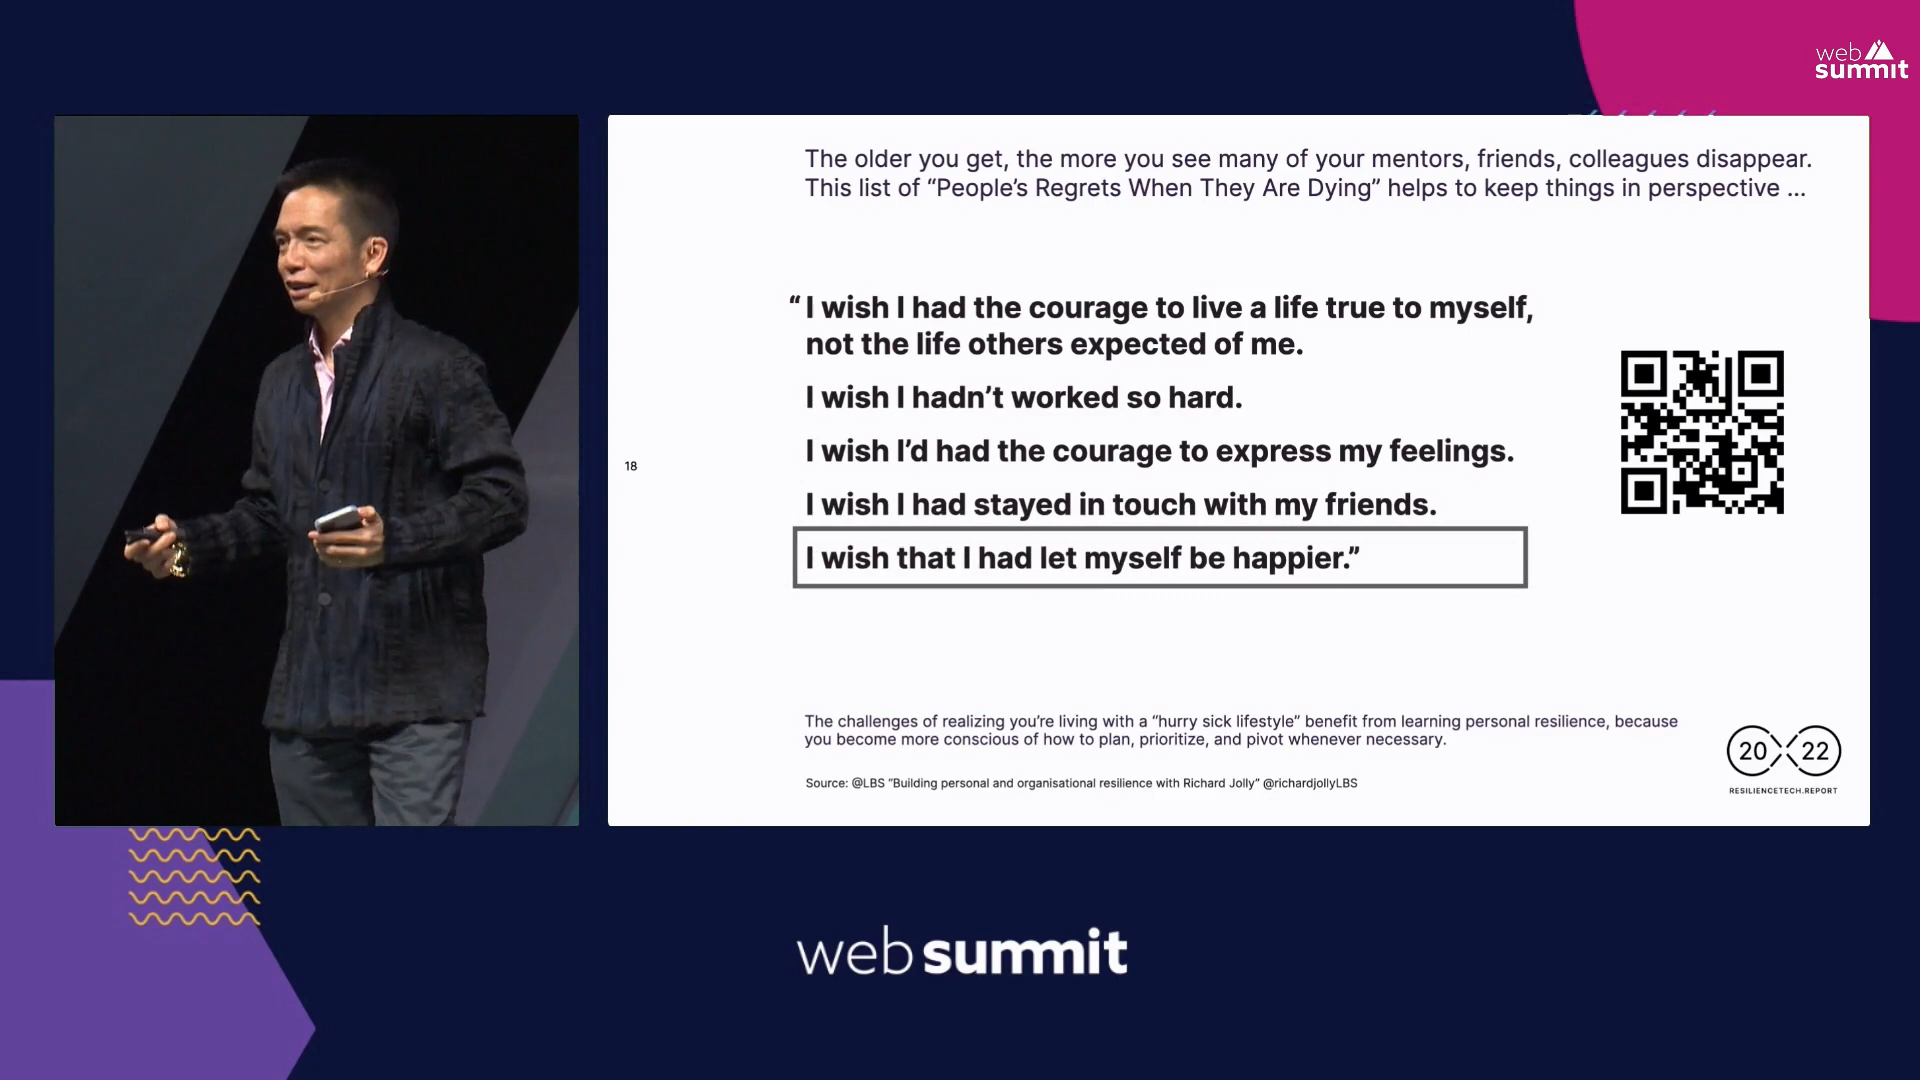 web
summit
The older you get, the more you see many of your mentors, friends, colleagues disappear.
This list of “People’s Regrets When They Are Dying” helps to keep things in perspective ...
“I wish I had the courage to live a life true to myself,
not the life others expected of me.
I wish I hadn’t worked so hard.
I wish I’d had the courage to express my feelings.
18
I wish I had stayed in touch with my friends.
I wish that I had let myself be happier.”
The challenges of realizing you’re living with a “hurry sick lifestyle” benefit from learning personal resilience, because
you become more conscious of how to plan, prioritize, and pivot whenever necessary.
20 22
Source: @LBS “Building personal and organisational resilience with Richard Jolly” @richardjollyLBS
RESILIENCETECH.REPORT
web summit